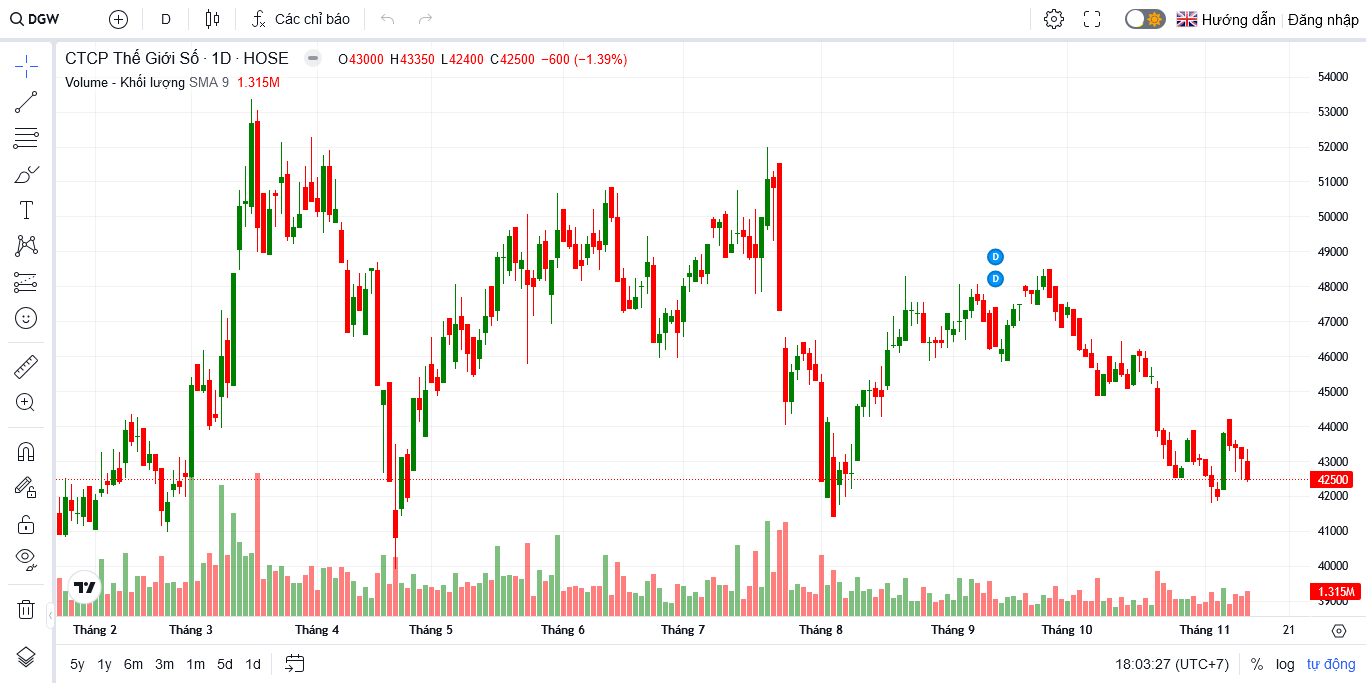 DGW D Các chỉ báo Hướng dẫn Đăng nhập
CTCP Thế Giới Số · 1D · HOSE O43000 H43350 L42400 C42500 −600 (−1.39%)
Volume - Khối lượng SMA 9 1.315M
54000
53000
52000
51000
50000
49000
D
D
48000
47000
46000
45000
44000
43000
42500
42000
41000
40000
1.315M
39000
Tháng 2 Tháng 3 Tháng 4 Tháng 5 Tháng 6 Tháng 7 Tháng 8 Tháng 9 Tháng 10 Tháng 11 21
5y 1y 6m 3m 1m 5d 1d 18:03:27 (UTC+7) % log tự động